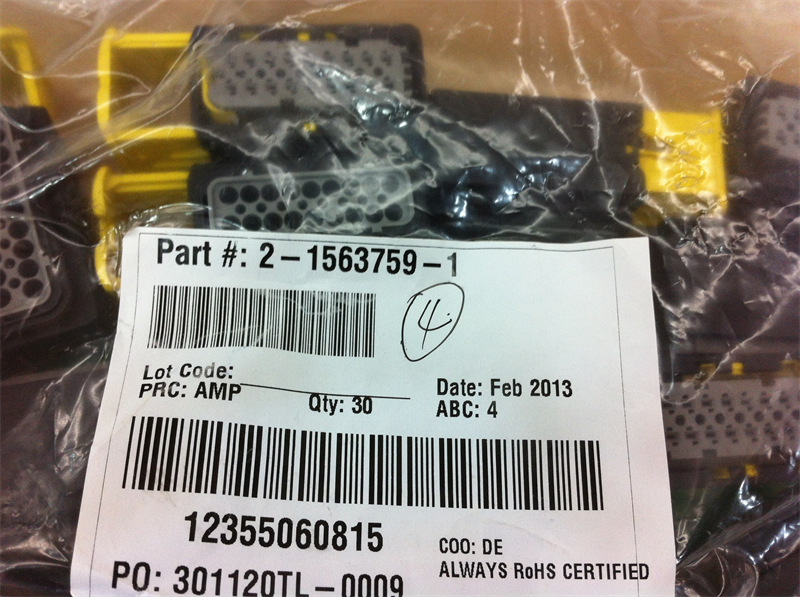 Part #: 2-1563759-1
4
Lot Code:
PRC: AMP
Qty: 30
Date: Feb 2013
ABC: 4
12355060815
COO: DE
ALWAYS RoHS CERTIFIED
PO: 301120TL-0009